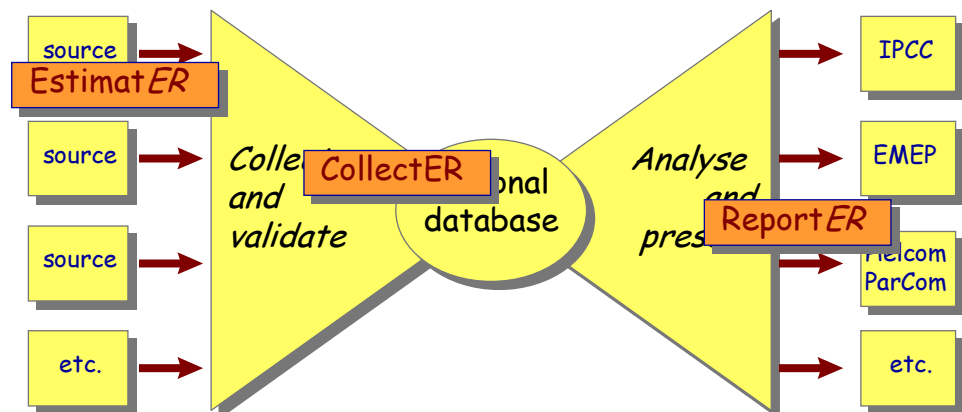 source
EstimatER
source
source
etc.
Collect
and
validate
CollectER
onal
database
Analyse
and
pres
ReportER
IPCC
EMEP
Helcom
ParCom
etc.